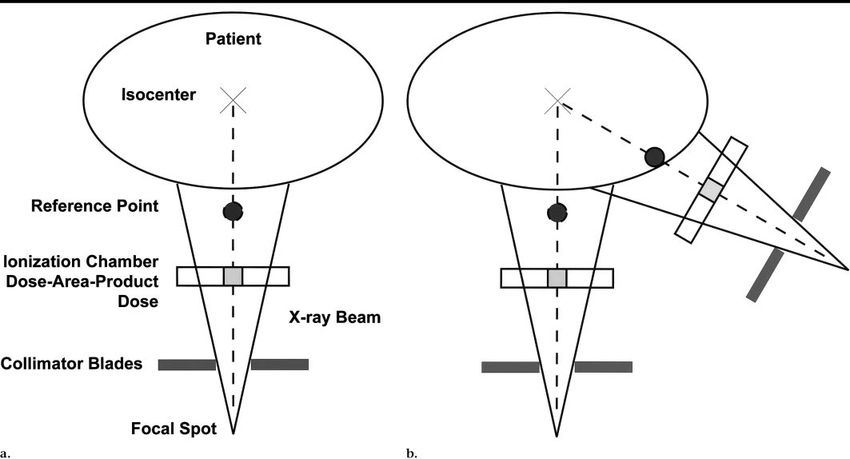 Patient
Isocenter
Reference Point
Ionization Chamber
Dose-Area-Product
Dose
X-ray Beam
Collimator Blades
Focal Spot
a.
b.